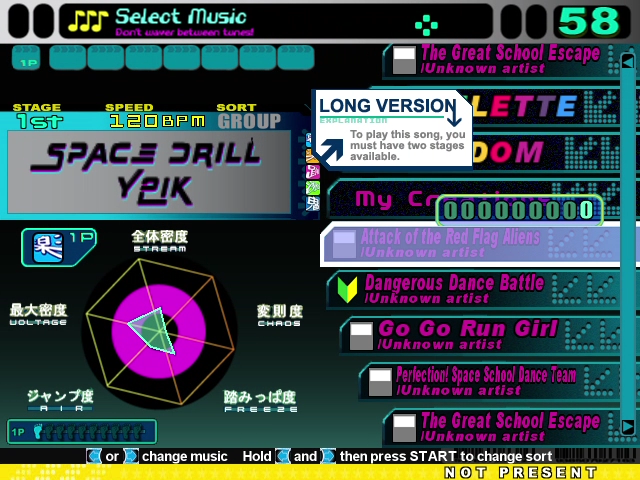 Select Music
Don't waver between tunes!
58
1P
The Great School Escape
/Unknown artist
STAGE SPEED SORT
1st 120BPM GROUP
LONG VERSION
EXPLANATION
To play this song, you
must have two stages
available.
LETTE
DOM
SPACE DRILL
Y2IK
My Cr
000000000
Attack of the Red Flag Aliens
/Unknown artist
1P
全体密度
STREAM
Dangerous Dance Battle
/Unknown artist
最大密度
VOLTAGE
変則度
CHAOS
Go Go Run Girl
/Unknown artist
Perfection! Space School Dance Team
/Unknown artist
ジャンプ度
AIR
踏みっぱ度
FREEZE
The Great School Escape
/Unknown artist
1P
or change music Hold and then press START to change sort
NOT PRESENT